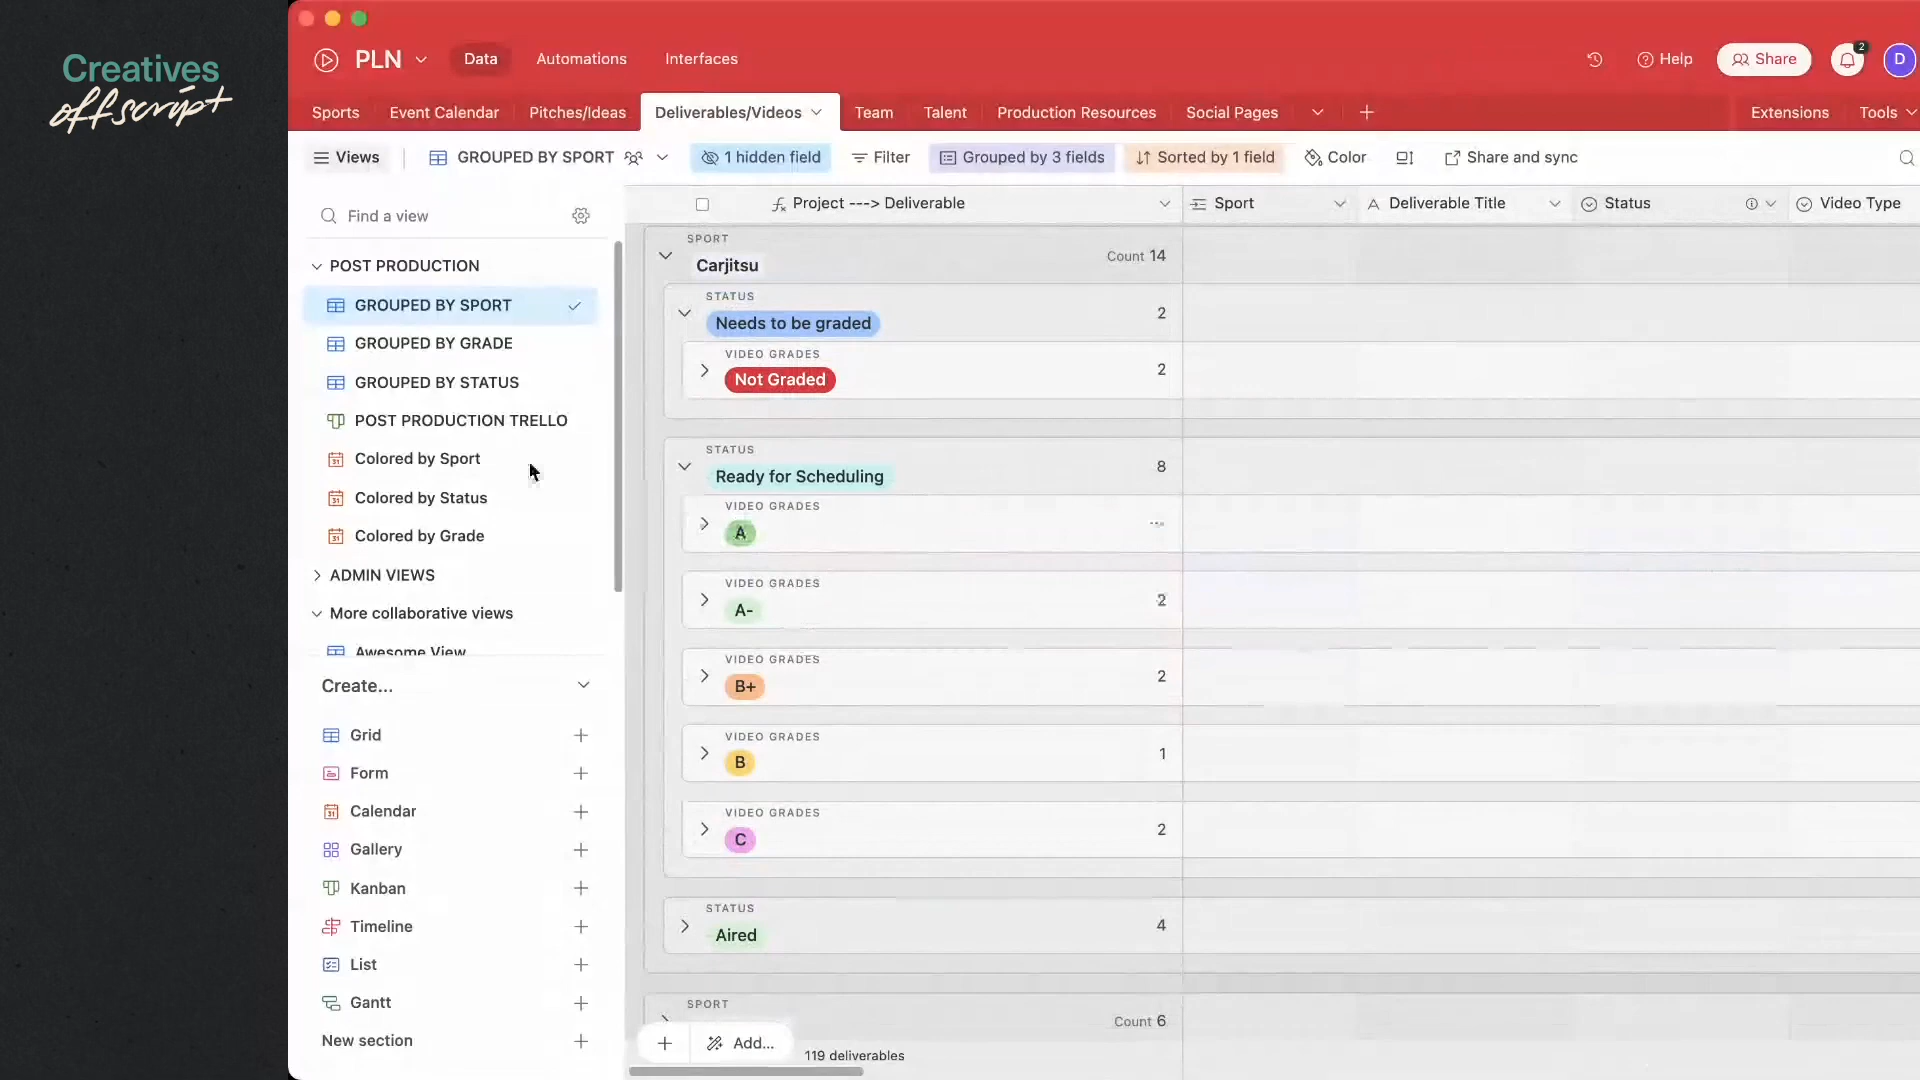 Creatives
offscript
PLN
Data
Automations
Interfaces
Help
Share
2
D
Sports
Event Calendar
Pitches/Ideas
Deliverables/Videos
Team
Talent
Production Resources
Social Pages
Extensions
Tools
Views
GROUPED BY SPORT
1 hidden field
Filter
Grouped by 3 fields
Sorted by 1 field
Color
Share and sync
Find a view
POST PRODUCTION
GROUPED BY SPORT
GROUPED BY GRADE
GROUPED BY STATUS
POST PRODUCTION TRELLO
Colored by Sport
Colored by Status
Colored by Grade
ADMIN VIEWS
More collaborative views
Awesome View
Create...
Grid
Form
Calendar
Gallery
Kanban
Timeline
List
Gantt
New section
Project ---> Deliverable
Sport
Deliverable Title
Status
Video Type
SPORT
Carjitsu
Count 14
STATUS
Needs to be graded
2
VIDEO GRADES
Not Graded
2
STATUS
Ready for Scheduling
8
VIDEO GRADES
A
...
VIDEO GRADES
A-
2
VIDEO GRADES
B+
2
VIDEO GRADES
B
1
VIDEO GRADES
C
2
STATUS
Aired
4
SPORT
Count 6
Add...
119 deliverables